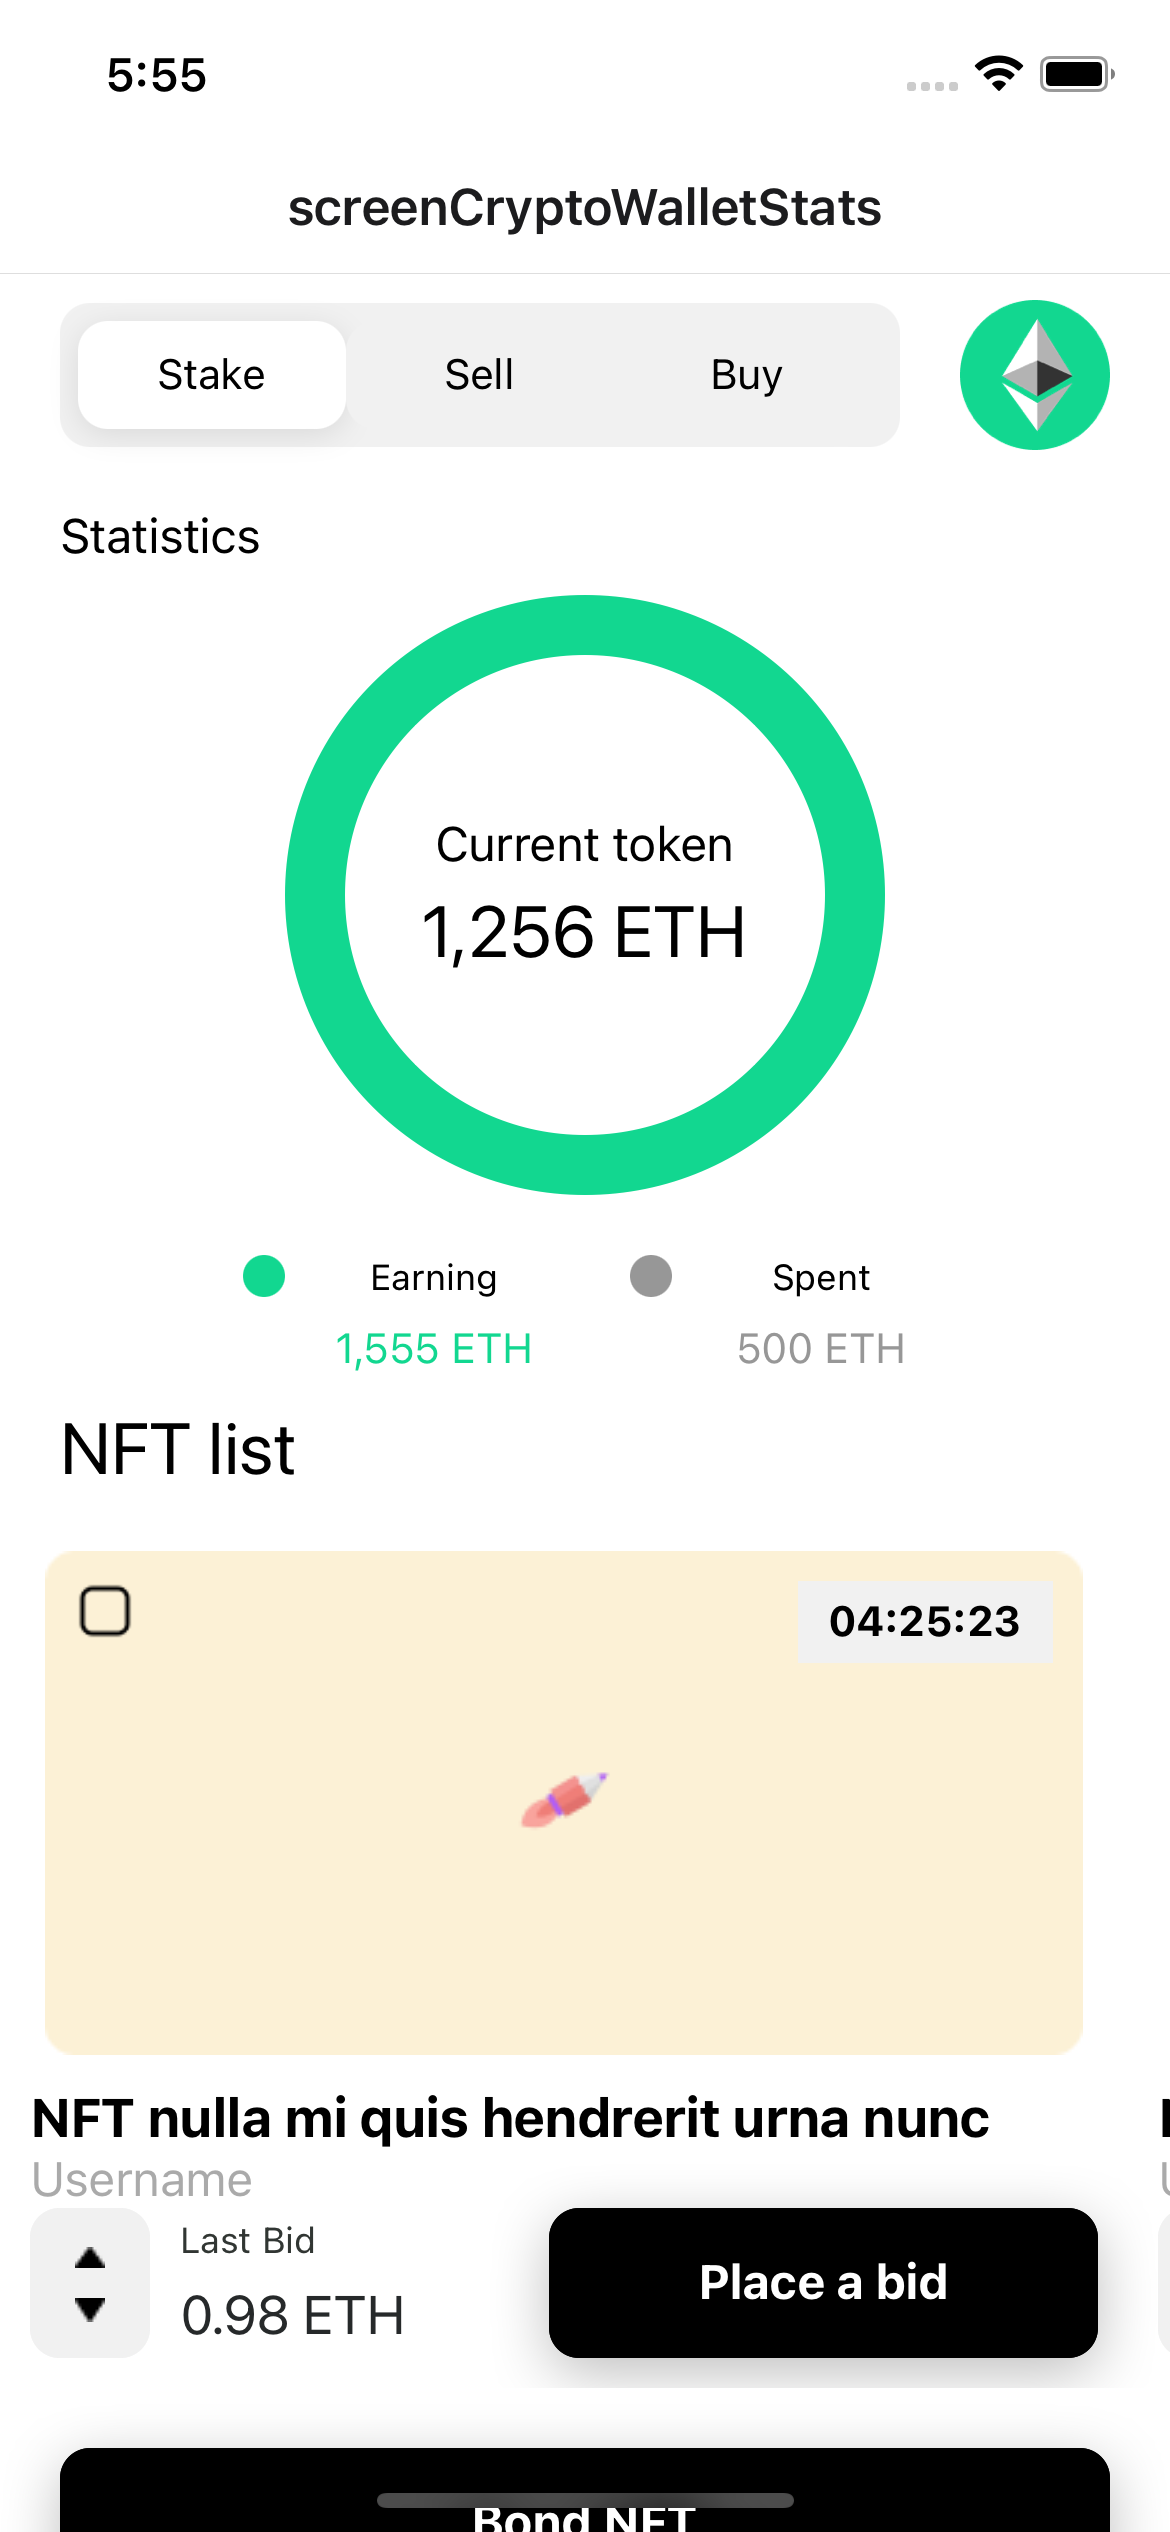 5:55
screenCryptoWalletStats
Stake
Sell
Buy
Statistics
Current token
1,256 ETH
Earning
Spent
1,555 ETH
500 ETH
NFT list
04:25:23
NFT nulla mi quis hendrerit urna nunc
Username
Last Bid
0.98 ETH
Place a bid
Bond NFT